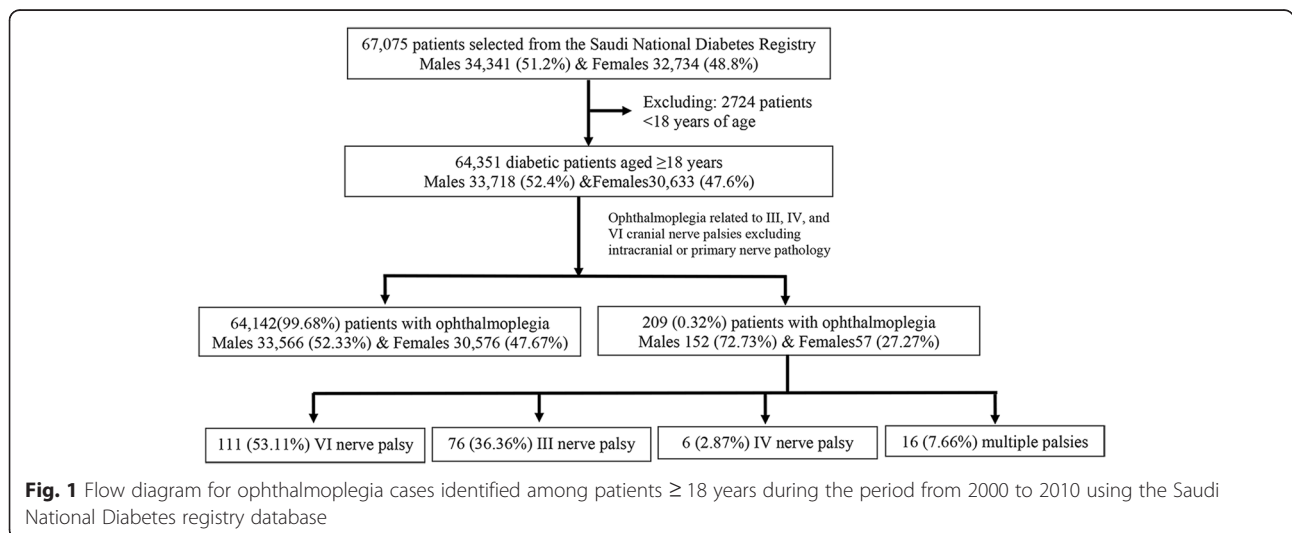 67,075 patients selected from the Saudi National Diabetes Registry
Males 34,341 (51.2%) & Females 32,734 (48.8%)
Excluding: 2724 patients
<18 years of age
64,351 diabetic patients aged ≥18 years
Males 33,718 (52.4%) &Females30,633 (47.6%)
Ophthalmoplegia related to III, IV, and
VI cranial nerve palsies excluding
intracranial or primary nerve pathology
64,142(99.68%) patients with ophthalmoplegia
Males 33,566 (52.33%) & Females 30,576 (47.67%)
209 (0.32%) patients with ophthalmoplegia
Males 152 (72.73%) & Females57 (27.27%)
111 (53.11%) VI nerve palsy
76 (36.36%) III nerve palsy
6 (2.87%) IV nerve palsy
16 (7.66%) multiple palsies
Fig. 1 Flow diagram for ophthalmoplegia cases identified among patients ≥ 18 years during the period from 2000 to 2010 using the Saudi
National Diabetes registry database